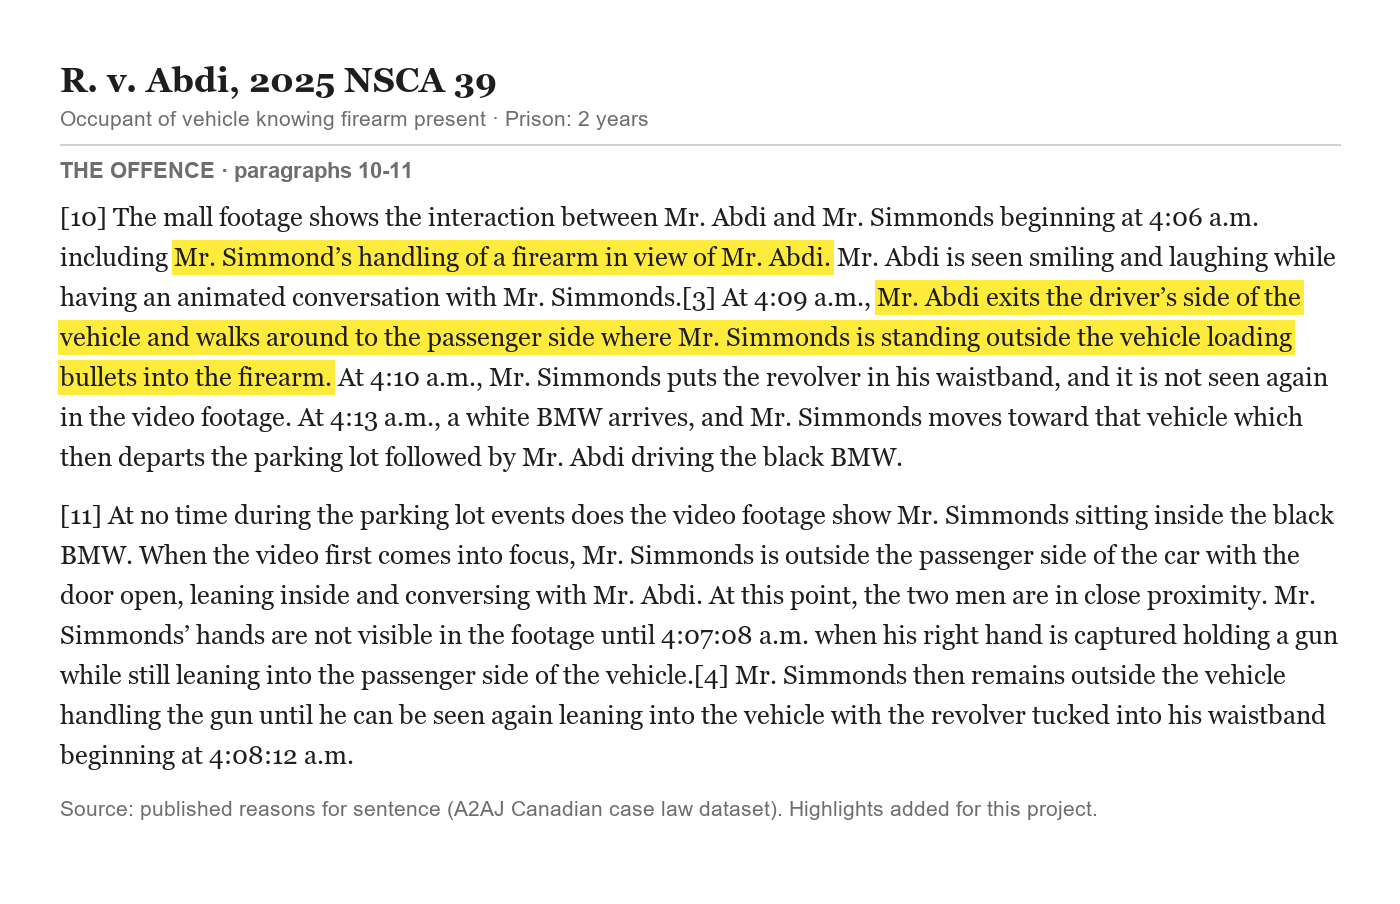 R. v. Abdi, 2025 NSCA 39
Occupant of vehicle knowing firearm present · Prison: 2 years
THE OFFENCE · paragraphs 10-11
[10] The mall footage shows the interaction between Mr. Abdi and Mr. Simmonds beginning at 4:06 a.m.
including Mr. Simmond’s handling of a firearm in view of Mr. Abdi. Mr. Abdi is seen smiling and laughing while
having an animated conversation with Mr. Simmonds.[3] At 4:09 a.m., Mr. Abdi exits the driver’s side of the
vehicle and walks around to the passenger side where Mr. Simmonds is standing outside the vehicle loading
bullets into the firearm. At 4:10 a.m., Mr. Simmonds puts the revolver in his waistband, and it is not seen again
in the video footage. At 4:13 a.m., a white BMW arrives, and Mr. Simmonds moves toward that vehicle which
then departs the parking lot followed by Mr. Abdi driving the black BMW.
[11] At no time during the parking lot events does the video footage show Mr. Simmonds sitting inside the black
BMW. When the video first comes into focus, Mr. Simmonds is outside the passenger side of the car with the
door open, leaning inside and conversing with Mr. Abdi. At this point, the two men are in close proximity. Mr.
Simmonds’ hands are not visible in the footage until 4:07:08 a.m. when his right hand is captured holding a gun
while still leaning into the passenger side of the vehicle.[4] Mr. Simmonds then remains outside the vehicle
handling the gun until he can be seen again leaning into the vehicle with the revolver tucked into his waistband
beginning at 4:08:12 a.m.
Source: published reasons for sentence (A2AJ Canadian case law dataset). Highlights added for this project.